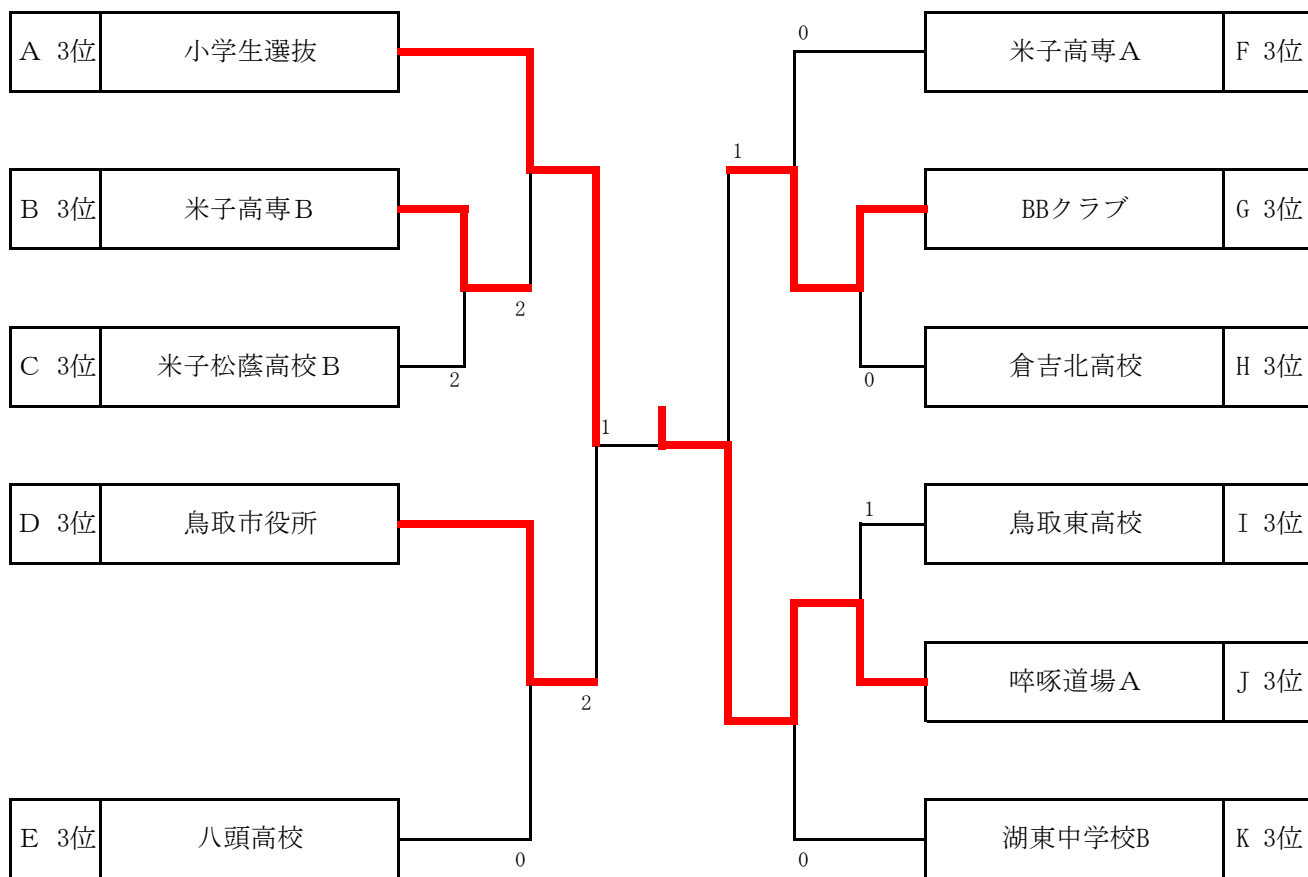 A 3位 小学生選抜
B 3位 米子高専B
2
C 3位 米子松蔭高校B
2
1
D 3位 鳥取市役所
2
E 3位 八頭高校
0
0
米子高専A F 3位
1
BBクラブ G 3位
倉吉北高校 H 3位
0
1
鳥取東高校 I 3位
啐啄道場A J 3位
湖東中学校B K 3位
0